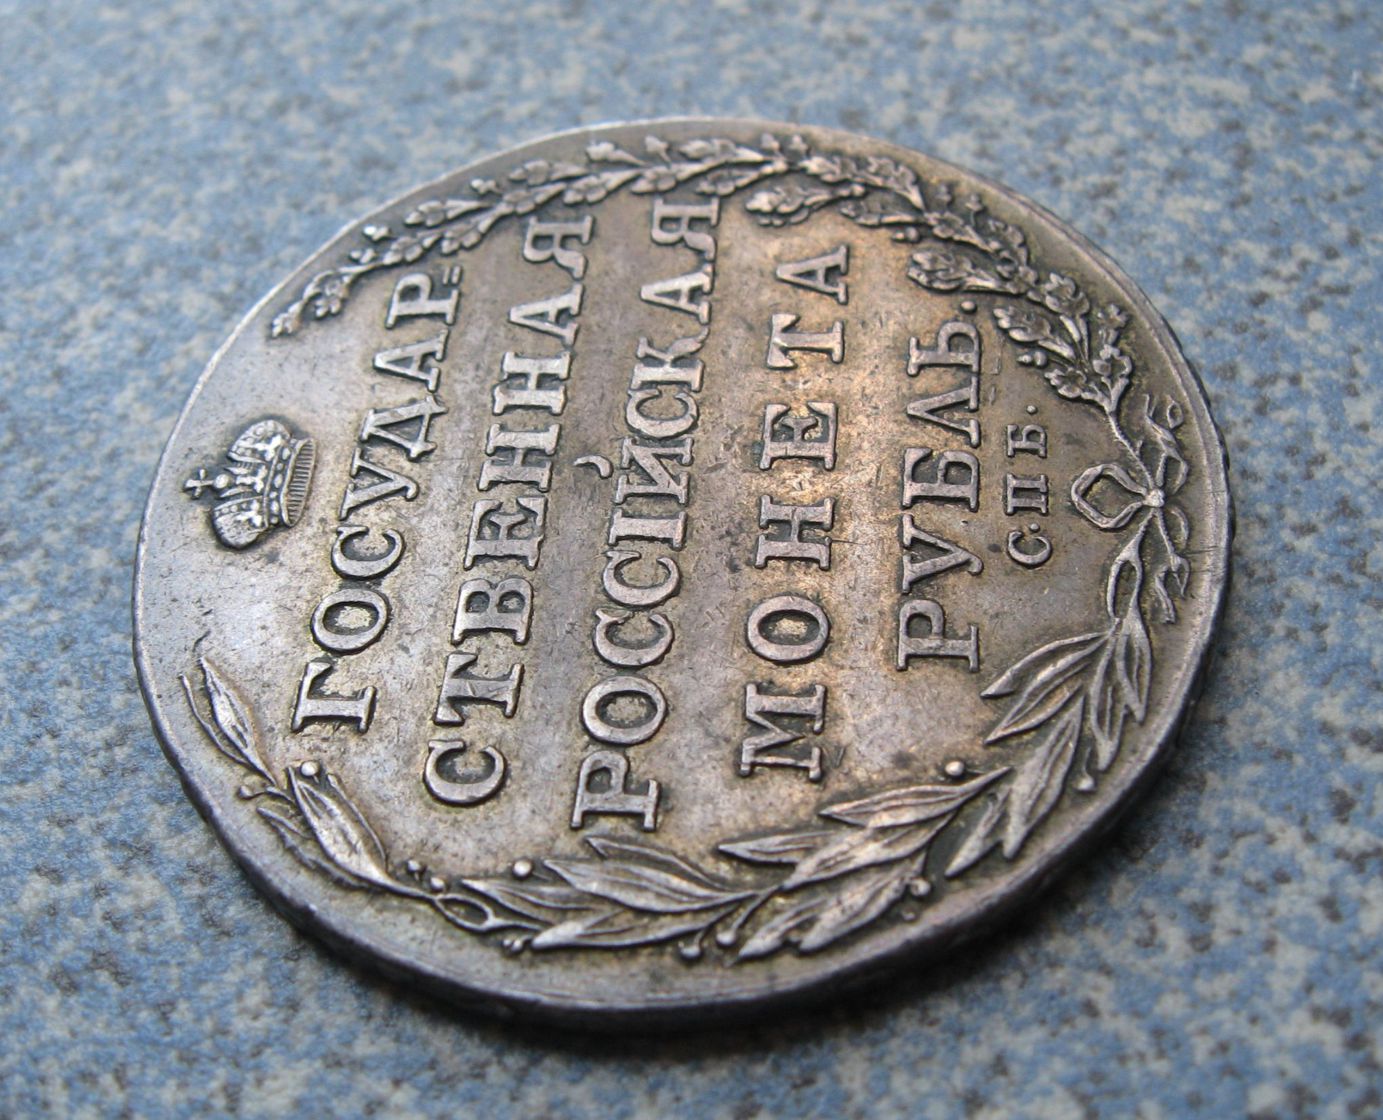 ГОСУДАР=
СТВЕННАЯ
РОССІЙСКАЯ
МОНЕТА
РУБЛЬ.
С.П Б.